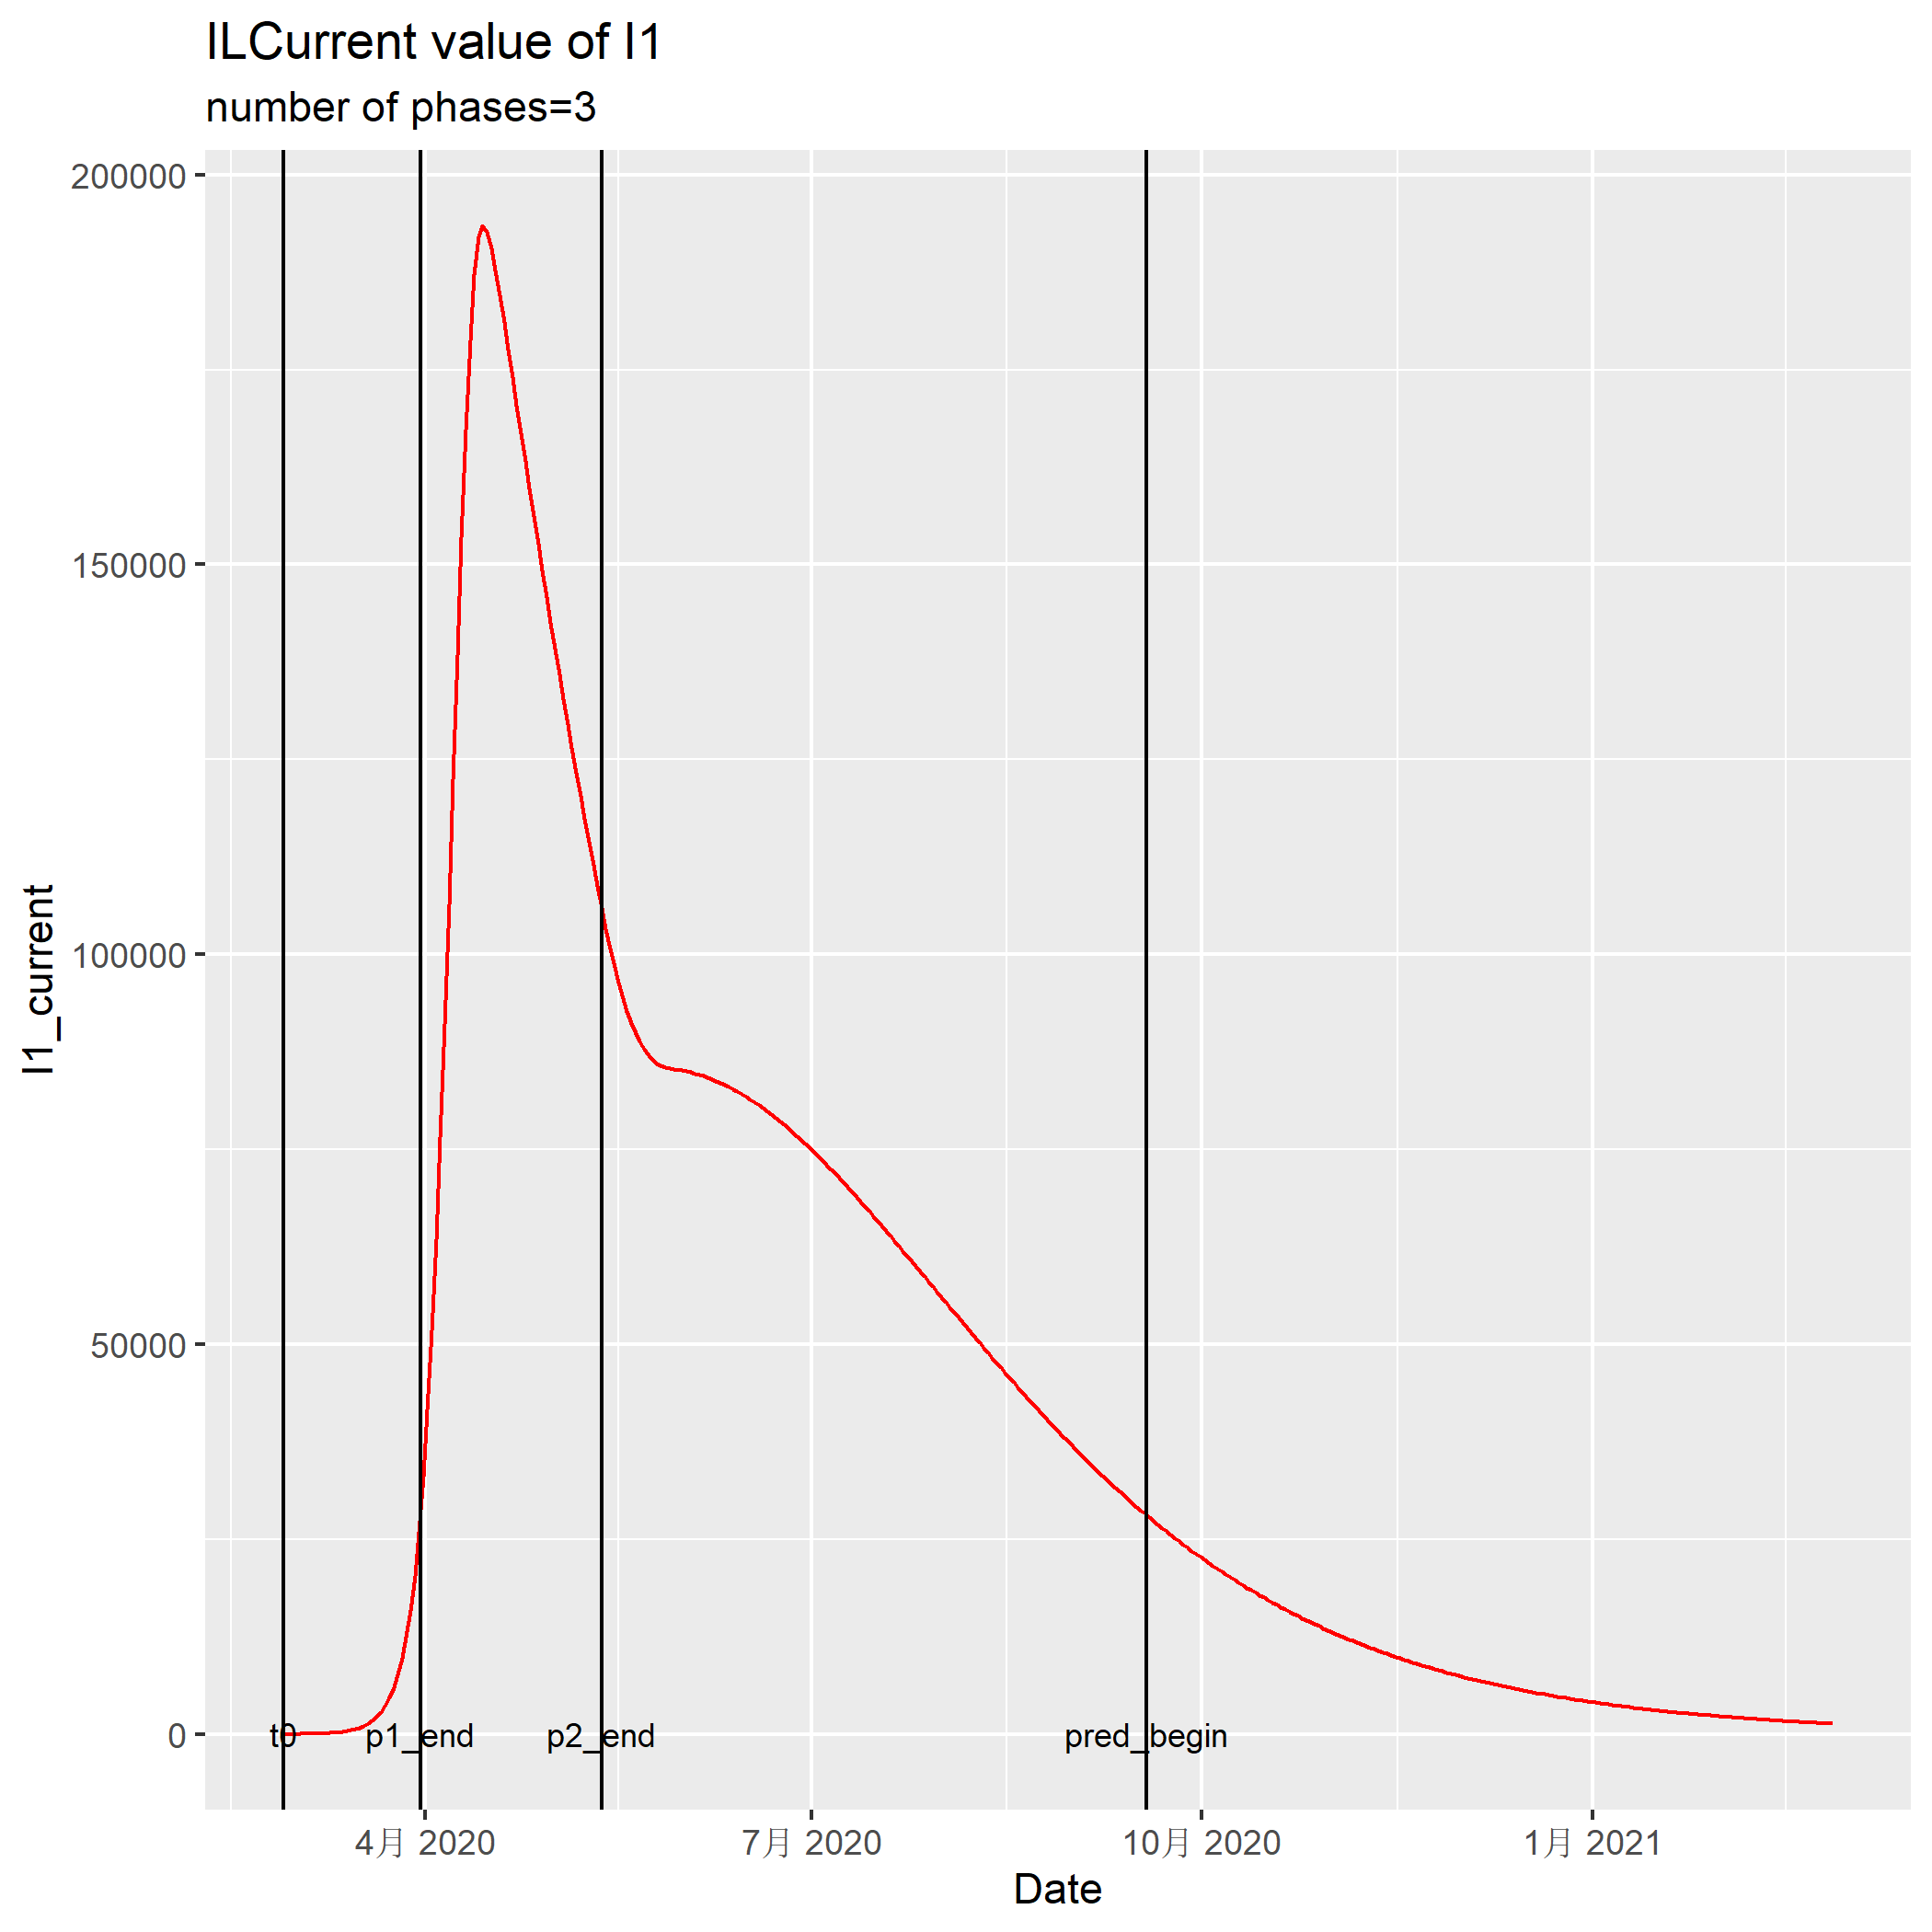 ILCurrent value of I1
number of phases=3
200000
150000
100000
50000
0
I1_current
t0 p1_end p2_end pred_begin
4月 2020 7月 2020 10月 2020 1月 2021
Date